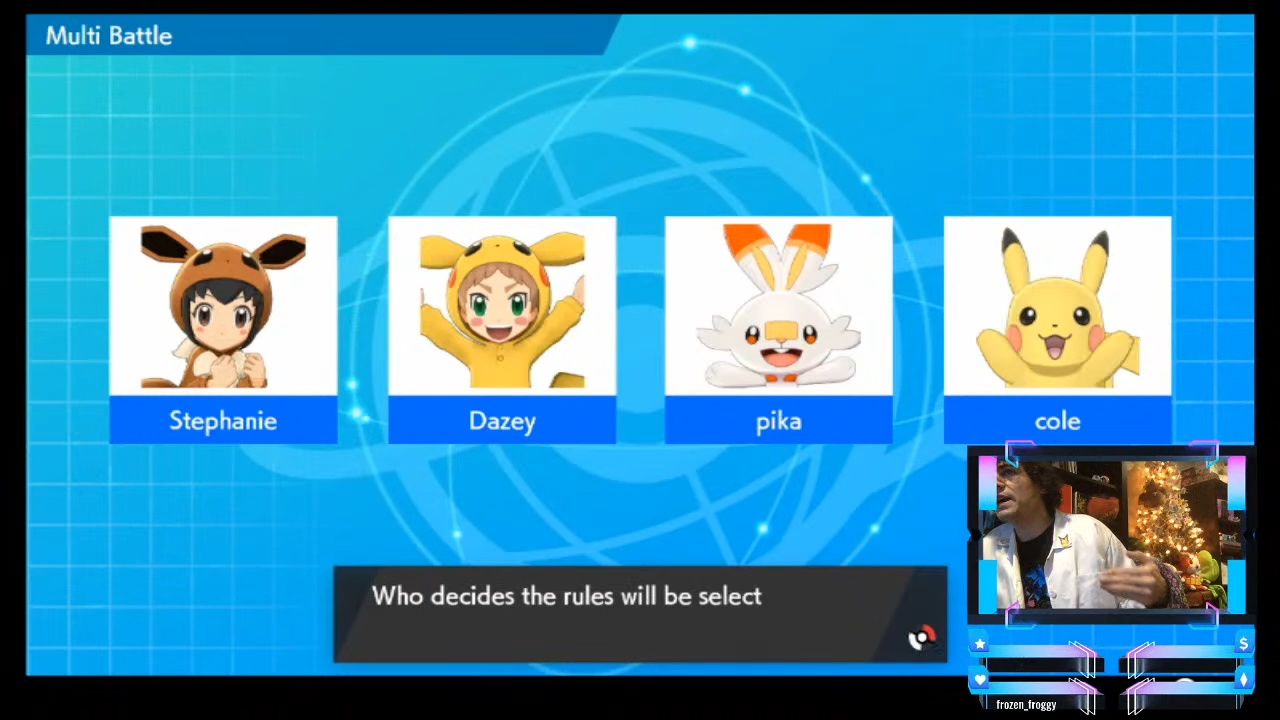 Multi Battle
Stephanie
Dazey
pika
cole
Who decides the rules will be select
$
frozen_froggy